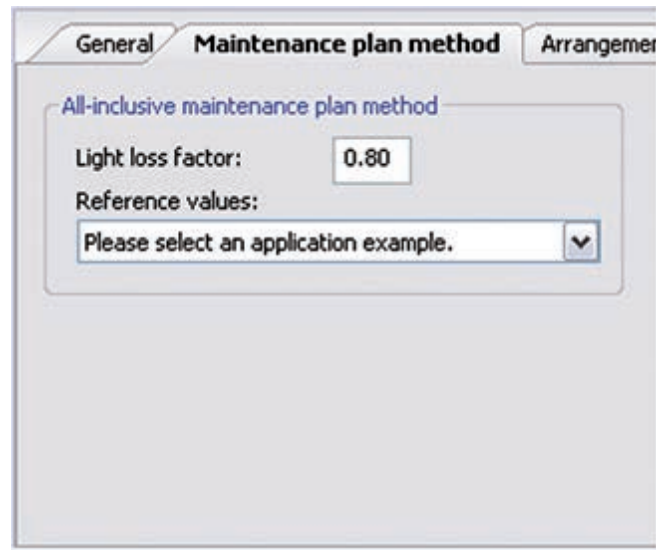 General Maintenance plan method Arrangemen
All-inclusive maintenance plan method
Light loss factor: 0.80
Reference values:
Please select an application example.